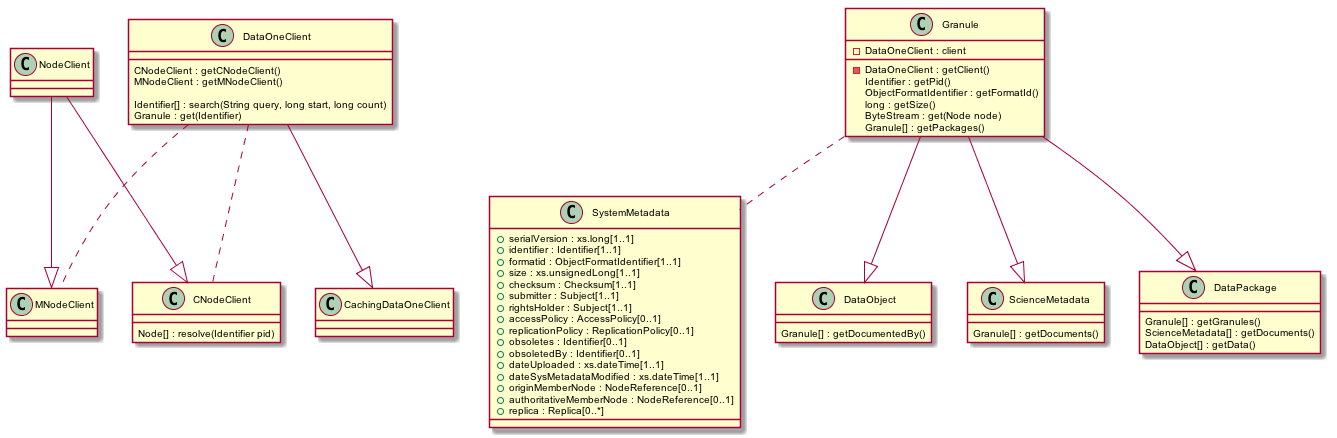 C NodeClient
C DataOneClient
CNodeClient : getCNodeClient()
MNodeClient : getMNodeClient()
Identifier[] : search(String query, long start, long count)
Granule : get(Identifier)
C MNodeClient
C CNodeClient
Node[] : resolve(Identifier pid)
C CachingDataOneClient
C Granule
DataOneClient : client
DataOneClient : getClient()
Identifier : getPid()
ObjectFormatIdentifier : getFormatId()
long : getSize()
ByteStream : get(Node node)
Granule[] : getPackages()
C SystemMetadata
serialVersion : xs.long[1..1]
identifier : Identifier[1..1]
formatid : ObjectFormatIdentifier[1..1]
size : xs.unsignedLong[1..1]
checksum : Checksum[1..1]
submitter : Subject[1..1]
rightsHolder : Subject[1..1]
accessPolicy : AccessPolicy[0..1]
replicationPolicy : ReplicationPolicy[0..1]
obsoletes : Identifier[0..1]
obsoletedBy : Identifier[0..1]
dateUploaded : xs.dateTime[1..1]
dateSysMetadataModified : xs.dateTime[1..1]
originMemberNode : NodeReference[0..1]
authoritativeMemberNode : NodeReference[0..1]
replica : Replica[0..*]
C DataObject
Granule[] : getDocumentedBy()
C ScienceMetadata
Granule[] : getDocuments()
C DataPackage
Granule[] : getGranules()
ScienceMetadata[] : getDocuments()
DataObject[] : getData()